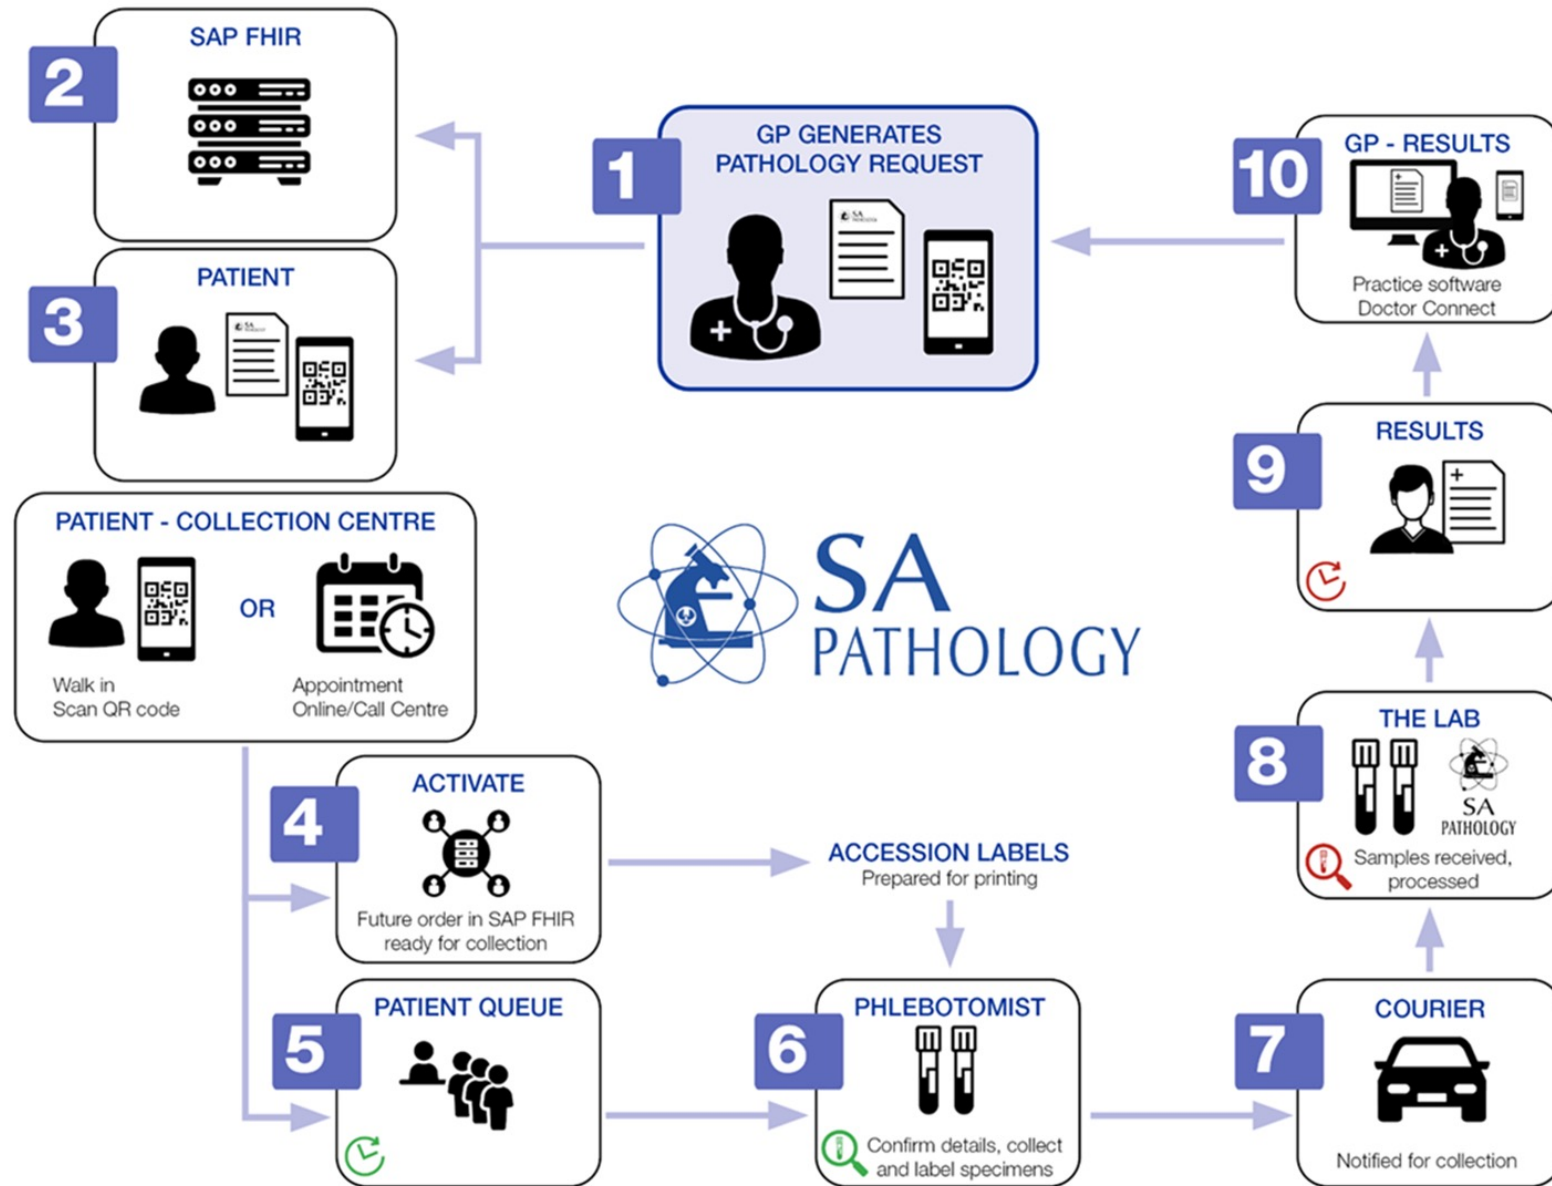 1
GP GENERATES
PATHOLOGY REQUEST
SA
2
SAP FHIR
3
PATIENT
SA
PATIENT - COLLECTION CENTRE
OR
Walk in
Scan QR code
Appointment
Online/Call Centre
SA
PATHOLOGY
4
ACTIVATE
Future order in SAP FHIR
ready for collection
ACCESSION LABELS
Prepared for printing
5
PATIENT QUEUE
6
PHLEBOTOMIST
Confirm details, collect
and label specimens
7
COURIER
Notified for collection
8
THE LAB
SA
PATHOLOGY
Samples received,
processed
9
RESULTS
10
GP - RESULTS
Practice software
Doctor Connect